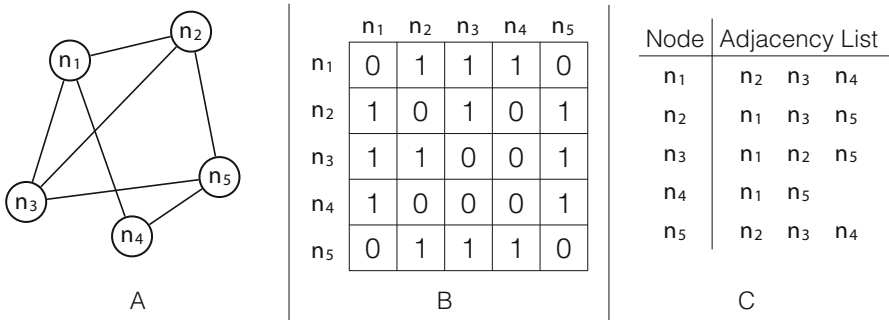 n1
n2
n3
n4
n5
A
n1 n2 n3 n4 n5
n1 0 1 1 1 0
n2 1 0 1 0 1
n3 1 1 0 0 1
n4 1 0 0 0 1
n5 0 1 1 1 0
B
Node Adjacency List
n1 n2 n3 n4
n2 n1 n3 n5
n3 n1 n2 n5
n4 n1 n5
n5 n2 n3 n4
C